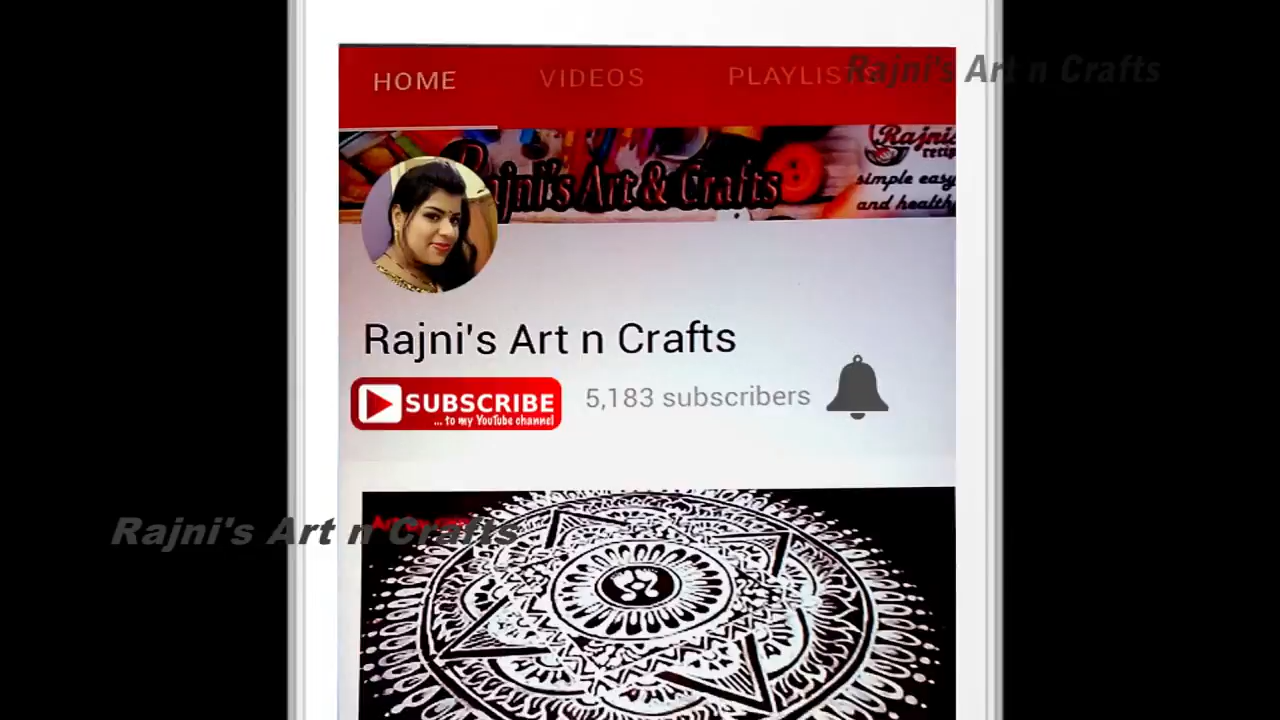 HOME VIDEOS PLAYLISTS
Rajni's Art n Crafts
Rajni's Art & Crafts
Rajni's
simple easy
and healthy
Rajni's Art n Crafts
SUBSCRIBE
... to my YouTube channel
5,183 subscribers
Rajni's Art n Crafts